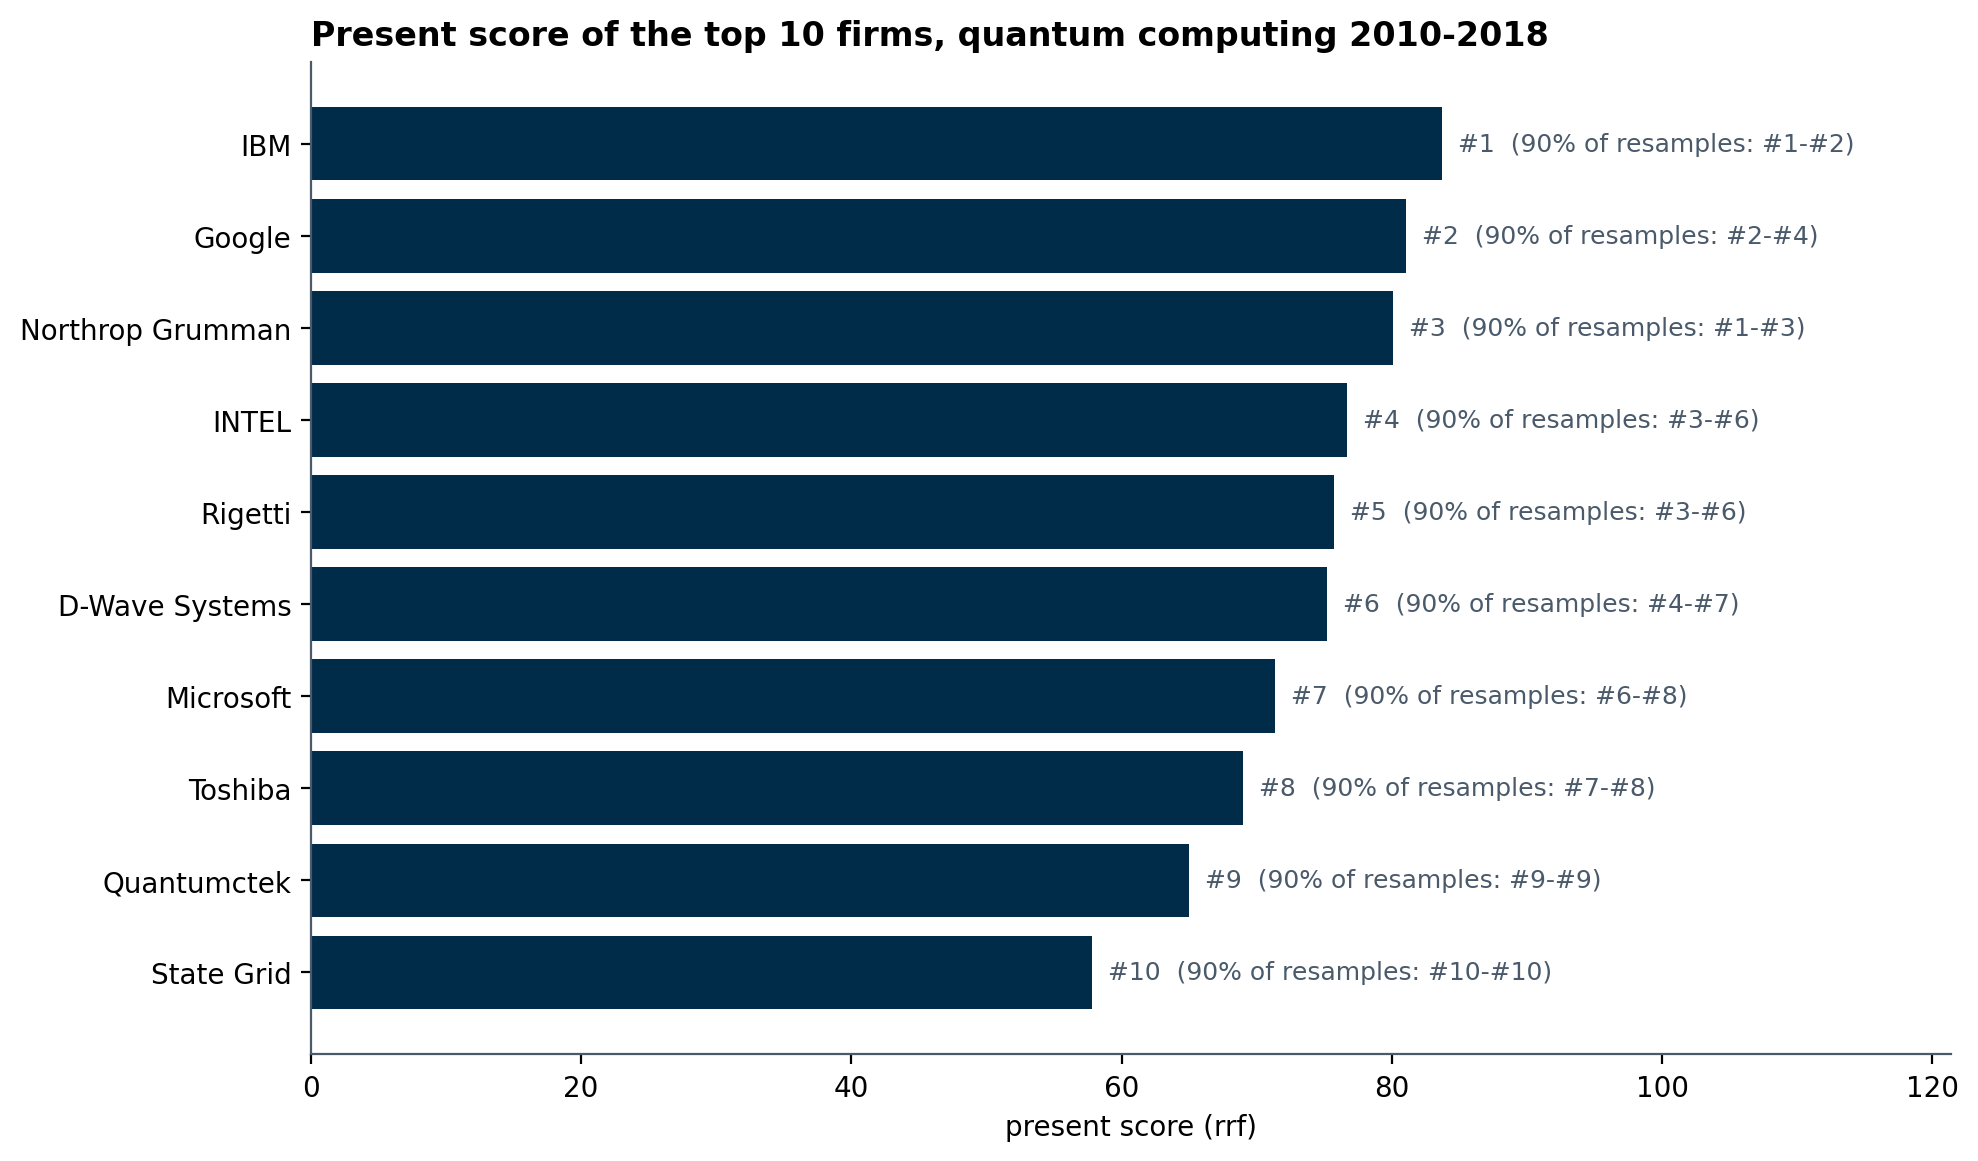 Present score of the top 10 firms, quantum computing 2010-2018
IBM #1 (90% of resamples: #1-#2)
Google #2 (90% of resamples: #2-#4)
Northrop Grumman #3 (90% of resamples: #1-#3)
INTEL #4 (90% of resamples: #3-#6)
Rigetti #5 (90% of resamples: #3-#6)
D-Wave Systems #6 (90% of resamples: #4-#7)
Microsoft #7 (90% of resamples: #6-#8)
Toshiba #8 (90% of resamples: #7-#8)
Quantumctek #9 (90% of resamples: #9-#9)
State Grid #10 (90% of resamples: #10-#10)
0 20 40 60 80 100 120
present score (rrf)